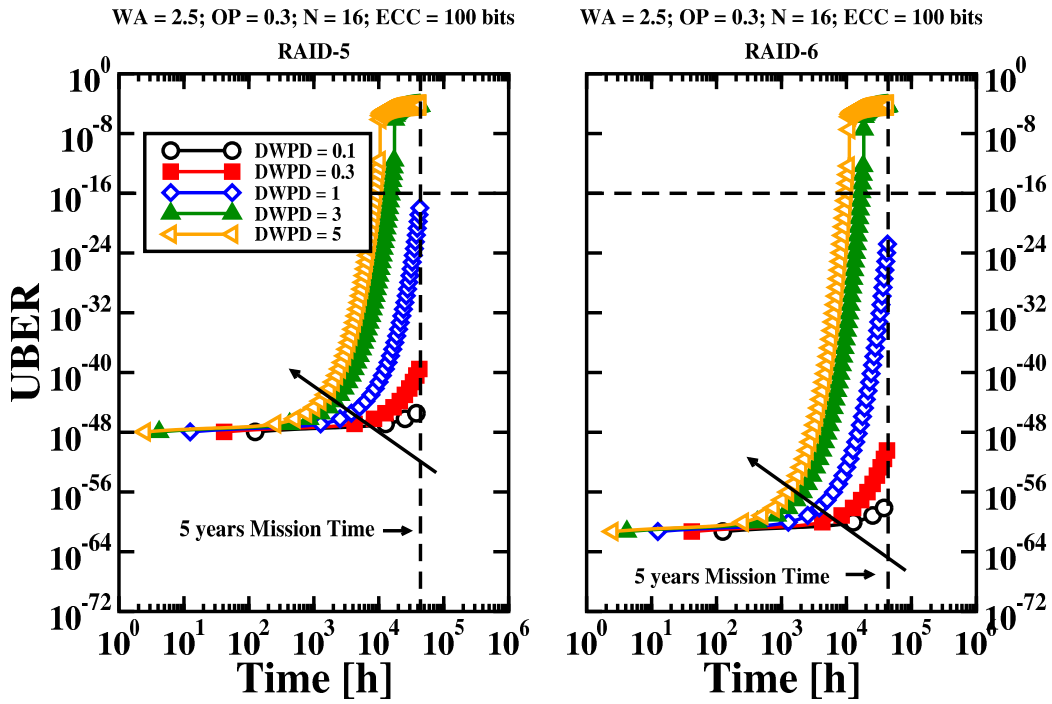 WA = 2.5; OP = 0.3; N = 16; ECC = 100 bits
RAID-5
UBER
10^0
10^-8
10^-16
10^-24
10^-32
10^-40
10^-48
10^-56
10^-64
10^-72
DWPD = 0.1
DWPD = 0.3
DWPD = 1
DWPD = 3
DWPD = 5
5 years Mission Time
10^0 10^1 10^2 10^3 10^4 10^5 10^6
Time [h]
WA = 2.5; OP = 0.3; N = 16; ECC = 100 bits
RAID-6
10^0
10^-8
10^-16
10^-24
10^-32
10^-40
10^-48
10^-56
10^-64
10^-72
5 years Mission Time
10^0 10^1 10^2 10^3 10^4 10^5 10^6
Time [h]